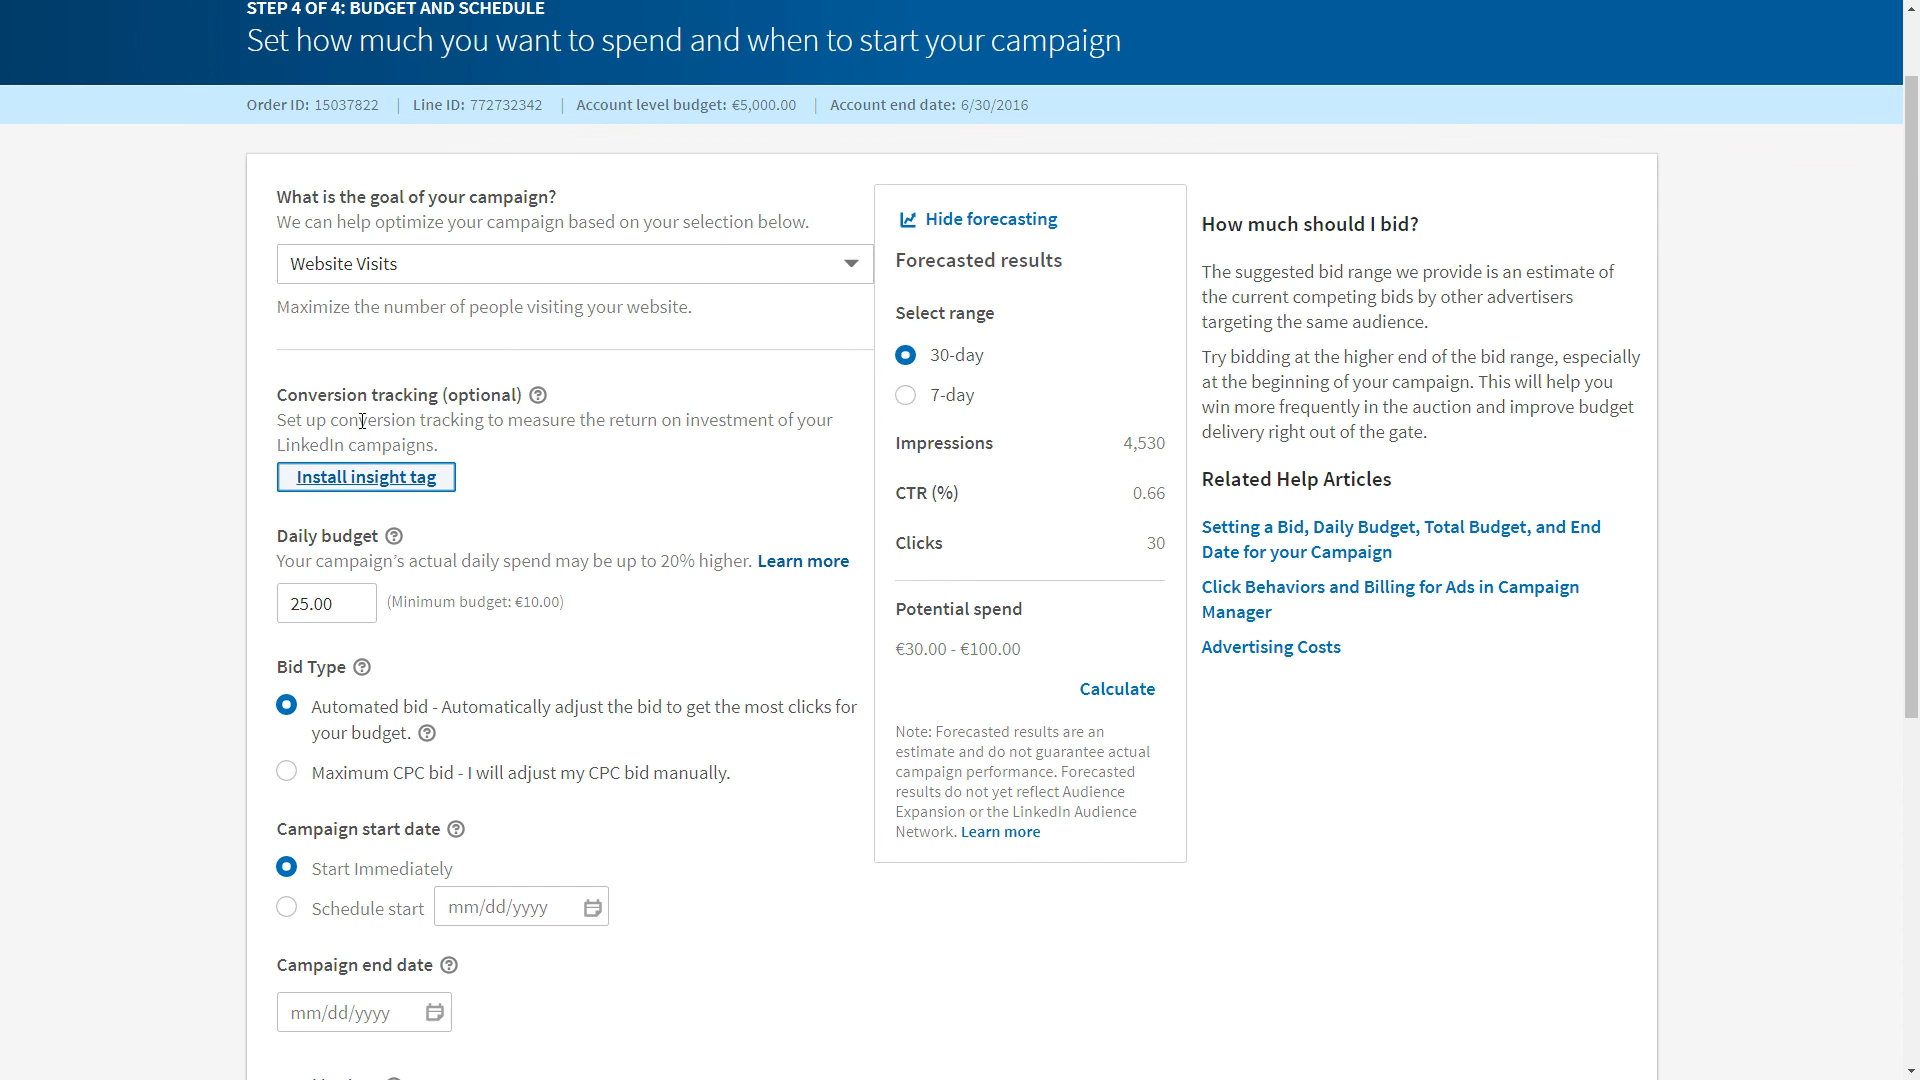 STEP 4 OF 4: BUDGET AND SCHEDULE
Set how much you want to spend and when to start your campaign
Order ID: 15037822 | Line ID: 772732342 | Account level budget: €5,000.00 | Account end date: 6/30/2016
What is the goal of your campaign?
We can help optimize your campaign based on your selection below.
Website Visits
Maximize the number of people visiting your website.
Conversion tracking (optional)
Set up conversion tracking to measure the return on investment of your
LinkedIn campaigns.
Install insight tag
Daily budget
Your campaign's actual daily spend may be up to 20% higher. Learn more
25.00 (Minimum budget: €10.00)
Bid Type
Automated bid - Automatically adjust the bid to get the most clicks for
your budget.
Maximum CPC bid - I will adjust my CPC bid manually.
Campaign start date
Start Immediately
Schedule start mm/dd/yyyy
Campaign end date
mm/dd/yyyy
Hide forecasting
Forecasted results
Select range
30-day
7-day
Impressions 4,530
CTR (%) 0.66
Clicks 30
Potential spend
€30.00 - €100.00
Calculate
Note: Forecasted results are an
estimate and do not guarantee actual
campaign performance. Forecasted
results do not yet reflect Audience
Expansion or the LinkedIn Audience
Network. Learn more
How much should I bid?
The suggested bid range we provide is an estimate of
the current competing bids by other advertisers
targeting the same audience.
Try bidding at the higher end of the bid range, especially
at the beginning of your campaign. This will help you
win more frequently in the auction and improve budget
delivery right out of the gate.
Related Help Articles
Setting a Bid, Daily Budget, Total Budget, and End
Date for your Campaign
Click Behaviors and Billing for Ads in Campaign
Manager
Advertising Costs